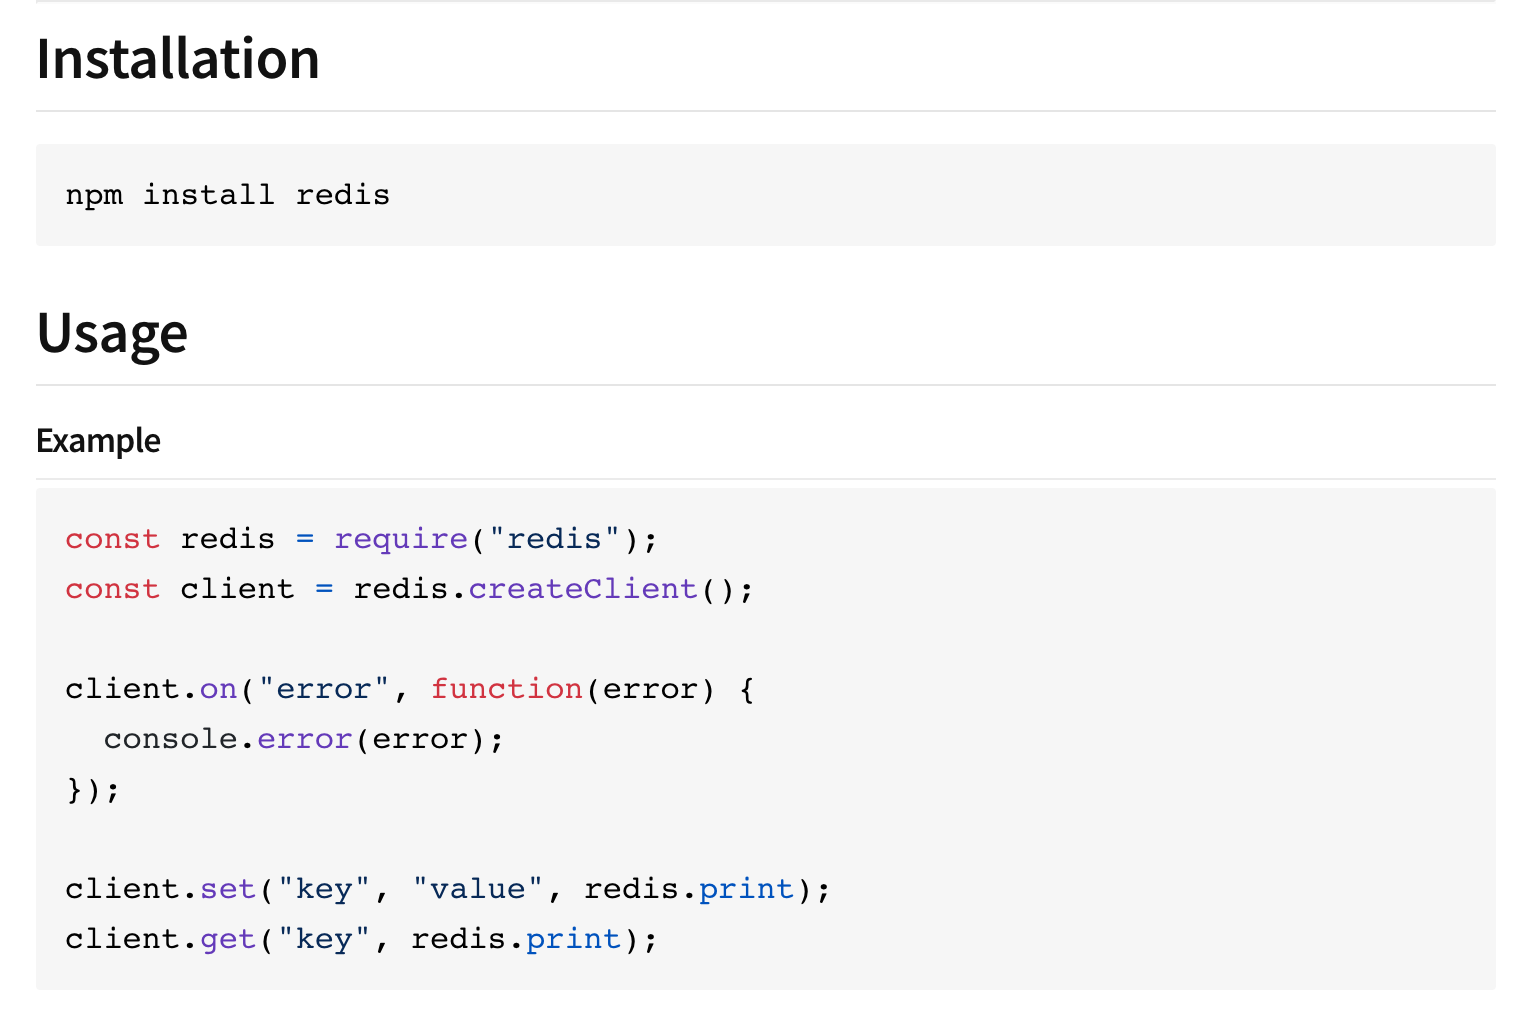 Installation
npm install redis
Usage
Example
const redis = require("redis");
const client = redis.createClient();
client.on("error", function(error) {
  console.error(error);
});
client.set("key", "value", redis.print);
client.get("key", redis.print);